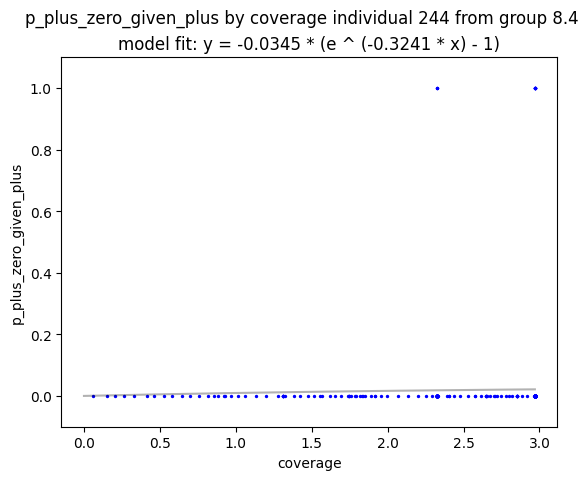 p_plus_zero_given_plus by coverage individual 244 from group 8.4
model fit: y = -0.0345 * (e ^ (-0.3241 * x) - 1)
p_plus_zero_given_plus
1.0
0.8
0.6
0.4
0.2
0.0
0.0 0.5 1.0 1.5 2.0 2.5 3.0
coverage